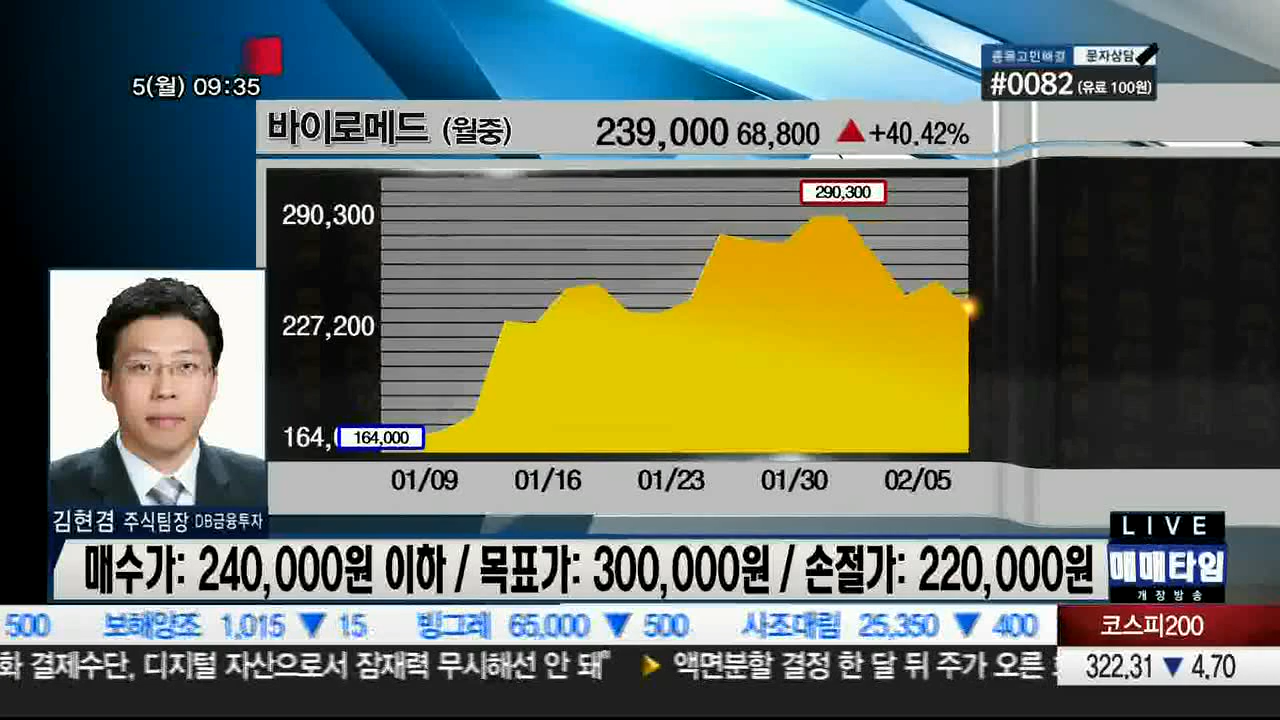 종목고민해결 문자상담
5(월) 09:35
#0082 (유료 100원)
바이로메드 (월중) 239,000 68,800 ▲+40.42%
290,300
290,300
227,200
164,
164,000
01/09 01/16 01/23 01/30 02/05
김현겸 주식팀장 DB금융투자
LIVE
매매타임
개장방송
매수가: 240,000원 이하 / 목표가: 300,000원 / 손절가: 220,000원
500 보해양조 1,015 ▼ 15 빙그레 65,000 ▼ 500 사조대림 25,350 ▼ 400
코스피200
화 결제수단, 디지털 자산으로서 잠재력 무시해선 안 돼" ▶ 액면분할 결정 한 달 뒤 주가 오른
322.31 ▼ 4.70